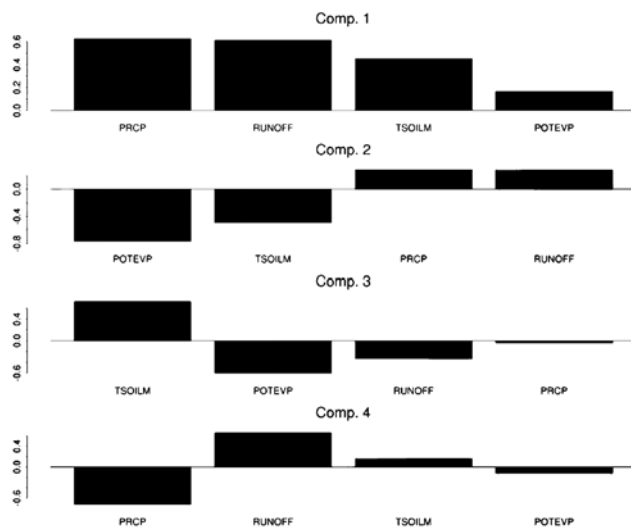 Comp. 1
0.6
0.4
0.2
0.0
PRCP RUNOFF TSOILM POTEVP
Comp. 2
0.0
-0.4
-0.8
POTEVP TSOILM PRCP RUNOFF
Comp. 3
0.4
0.0
-0.6
TSOILM POTEVP RUNOFF PRCP
Comp. 4
0.4
0.0
-0.6
PRCP RUNOFF TSOILM POTEVP